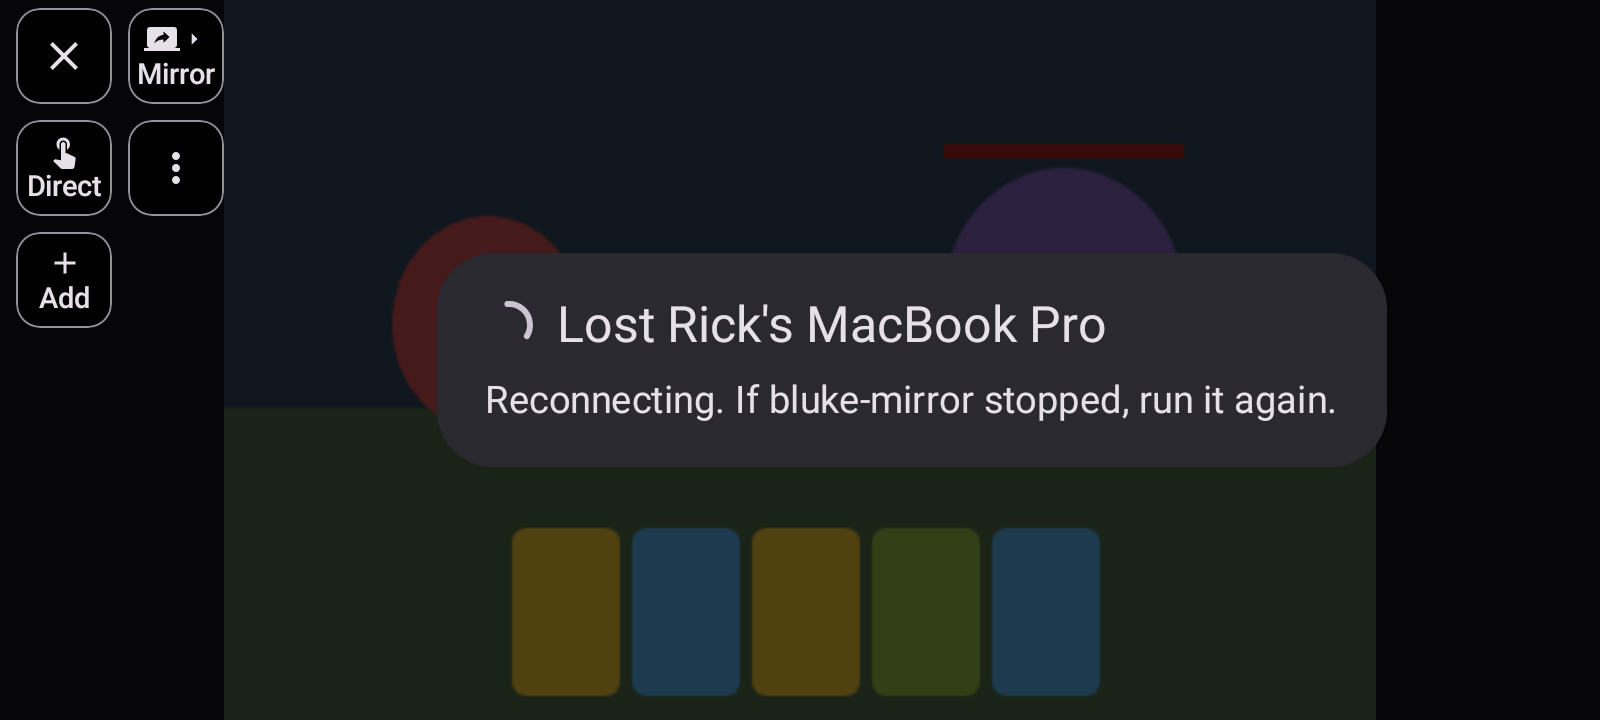 Mirror
Direct
Add
Lost Rick's MacBook Pro
Reconnecting. If bluke-mirror stopped, run it again.